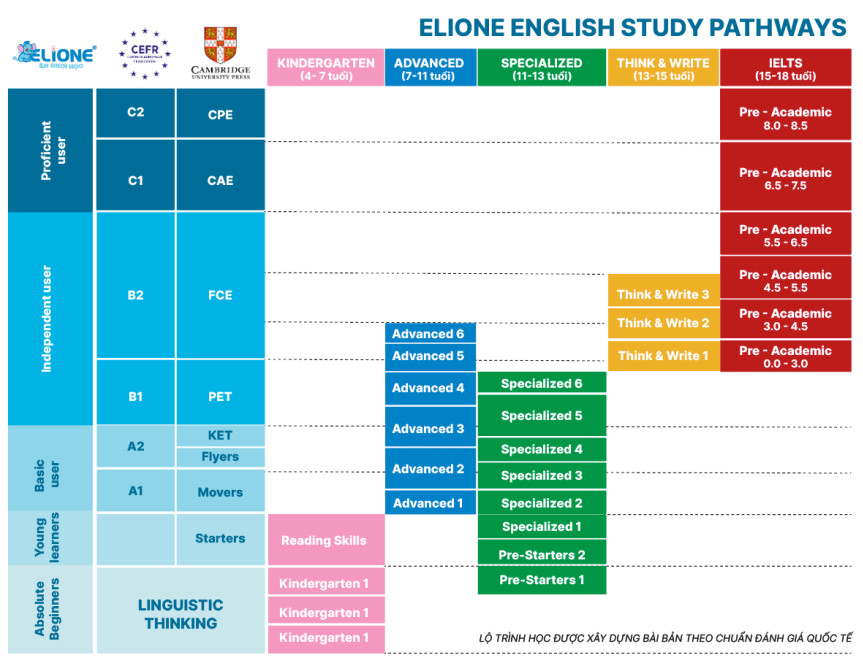 ELIONE ENGLISH STUDY PATHWAYS
ELIONE®
CEFR
CAMBRIDGE
UNIVERSITY PRESS
KINDERGARTEN
(4- 7 tuổi)
ADVANCED
(7-11 tuổi)
SPECIALIZED
(11-13 tuổi)
THINK & WRITE
(13-15 tuổi)
IELTS
(15-18 tuổi)
Proficient
user
C2
CPE
Pre - Academic
8.0 - 8.5
C1
CAE
Pre - Academic
6.5 - 7.5
Independent user
B2
FCE
Pre - Academic
5.5 - 6.5
Think & Write 3
Pre - Academic
4.5 - 5.5
Advanced 6
Think & Write 2
Pre - Academic
3.0 - 4.5
Advanced 5
Think & Write 1
Pre - Academic
0.0 - 3.0
B1
PET
Advanced 4
Specialized 6
Specialized 5
Basic
user
A2
KET
Advanced 3
Flyers
Specialized 4
A1
Movers
Advanced 2
Specialized 3
Advanced 1
Specialized 2
Young
learners
Starters
Reading Skills
Specialized 1
Pre-Starters 2
Absolute
Beginners
LINGUISTIC
THINKING
Kindergarten 1
Pre-Starters 1
Kindergarten 1
Kindergarten 1
LỘ TRÌNH HỌC ĐƯỢC XÂY DỰNG BÀI BẢN THEO CHUẨN ĐÁNH GIÁ QUỐC TẾ